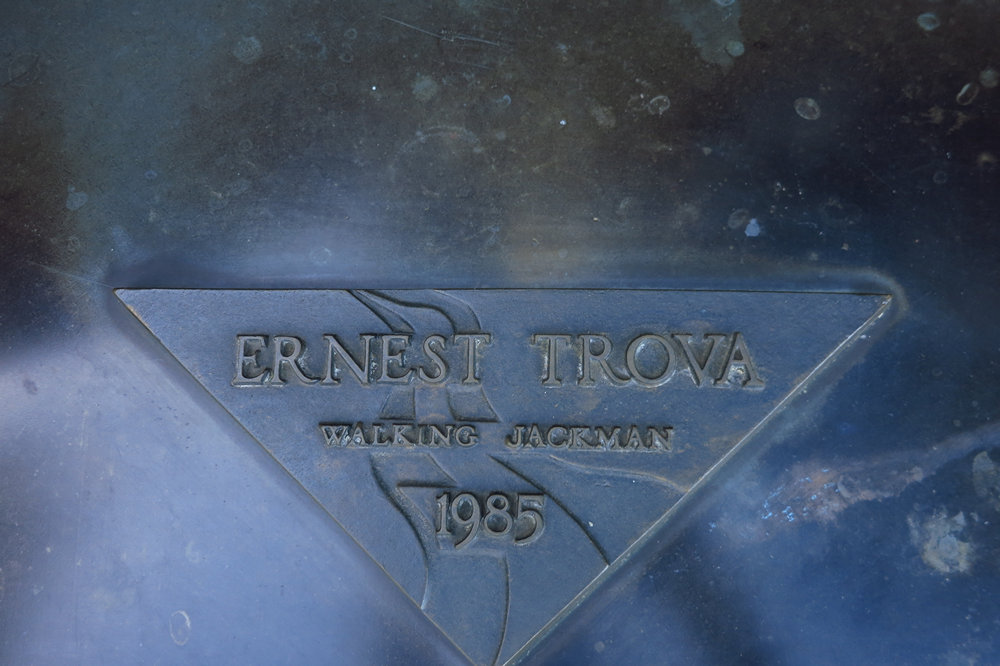 ERNEST TROVA
WALKING JACKMAN
1985